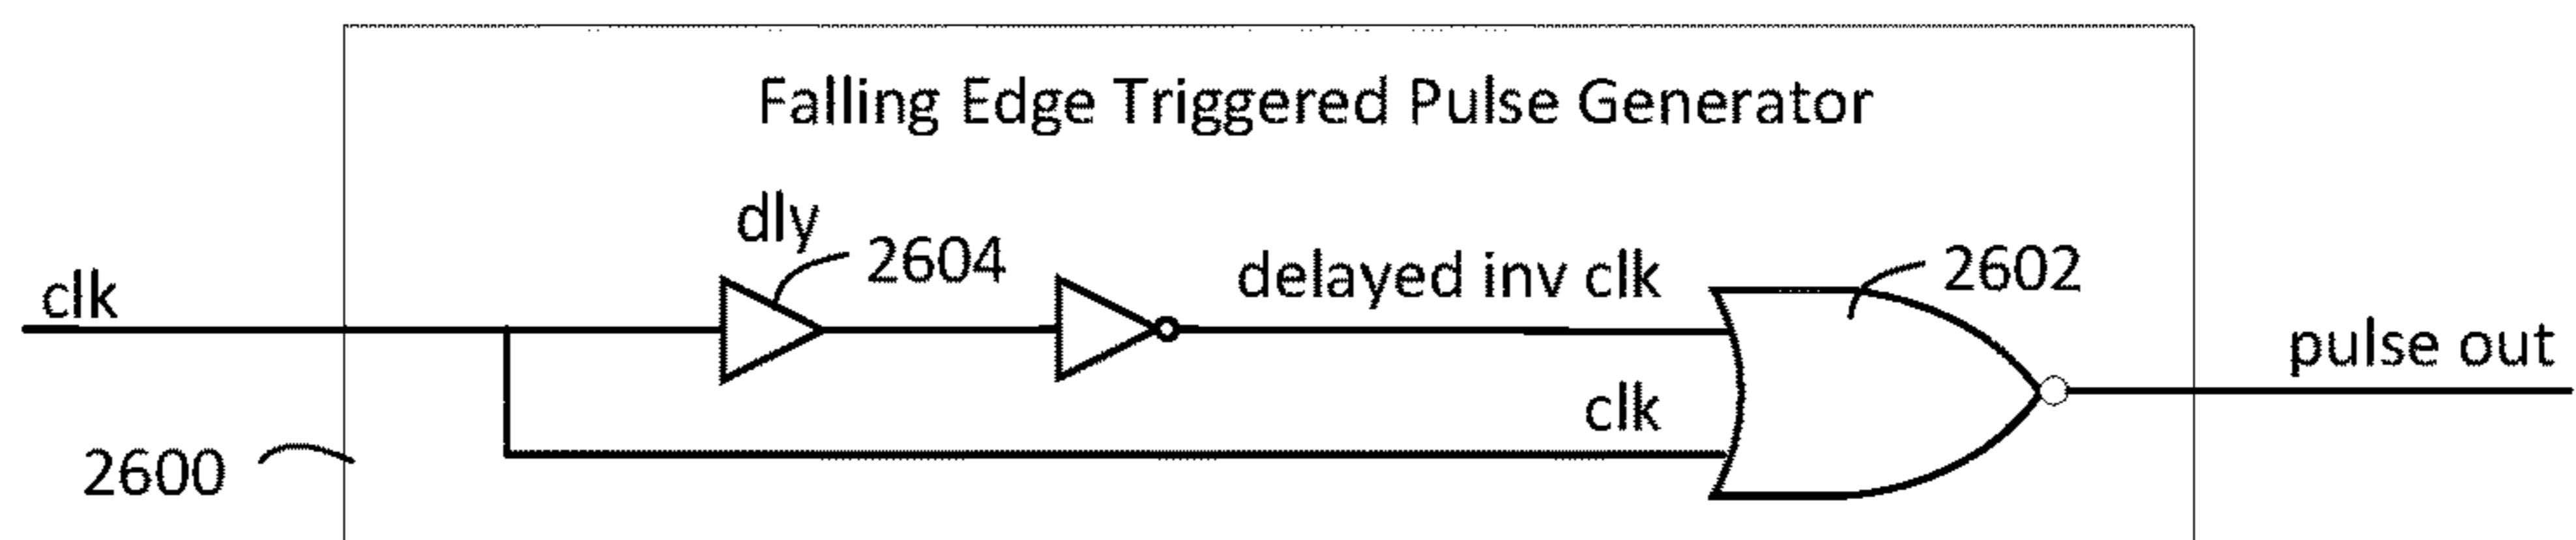 Falling Edge Triggered Pulse Generator
dly
2604
2602
clk
delayed inv clk
pulse out
clk
2600